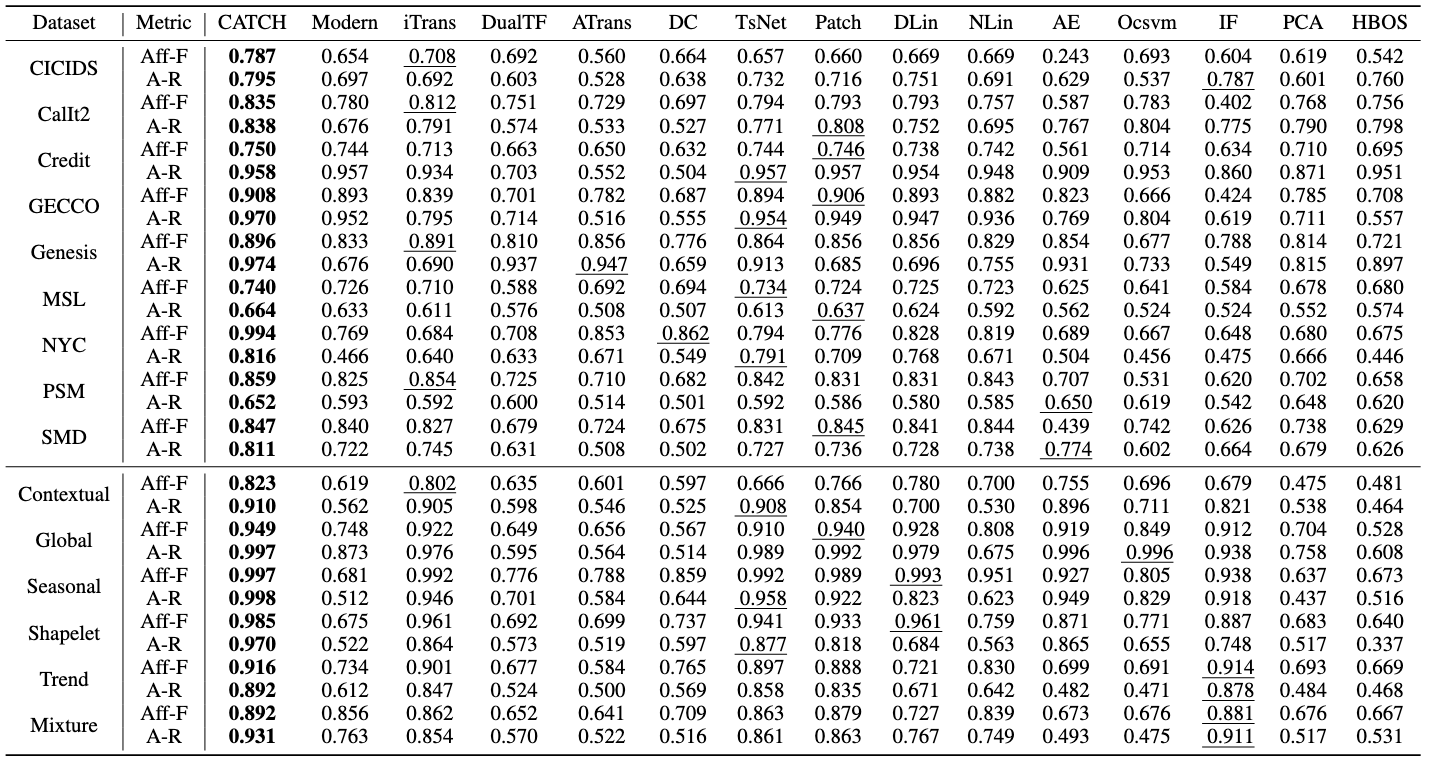 Dataset Metric CATCH Modern iTrans DualTF ATrans DC TsNet Patch DLin NLin AE Ocsvm IF PCA HBOS
CICIDS Aff-F 0.787 0.654 0.708 0.692 0.560 0.664 0.657 0.660 0.669 0.669 0.243 0.693 0.604 0.619 0.542
A-R 0.795 0.697 0.692 0.603 0.528 0.638 0.732 0.716 0.751 0.691 0.629 0.537 0.787 0.601 0.760
CalIt2 Aff-F 0.835 0.780 0.812 0.751 0.729 0.697 0.794 0.793 0.793 0.757 0.587 0.783 0.402 0.768 0.756
A-R 0.838 0.676 0.791 0.574 0.533 0.527 0.771 0.808 0.752 0.695 0.767 0.804 0.775 0.790 0.798
Credit Aff-F 0.750 0.744 0.713 0.663 0.650 0.632 0.744 0.746 0.738 0.742 0.561 0.714 0.634 0.710 0.695
A-R 0.958 0.957 0.934 0.703 0.552 0.504 0.957 0.957 0.954 0.948 0.909 0.953 0.860 0.871 0.951
GECCO Aff-F 0.908 0.893 0.839 0.701 0.782 0.687 0.894 0.906 0.893 0.882 0.823 0.666 0.424 0.785 0.708
A-R 0.970 0.952 0.795 0.714 0.516 0.555 0.954 0.949 0.947 0.936 0.769 0.804 0.619 0.711 0.557
Genesis Aff-F 0.896 0.833 0.891 0.810 0.856 0.776 0.864 0.856 0.856 0.829 0.854 0.677 0.788 0.814 0.721
A-R 0.974 0.676 0.690 0.937 0.947 0.659 0.913 0.685 0.696 0.755 0.931 0.733 0.549 0.815 0.897
MSL Aff-F 0.740 0.726 0.710 0.588 0.692 0.694 0.734 0.724 0.725 0.723 0.625 0.641 0.584 0.678 0.680
A-R 0.664 0.633 0.611 0.576 0.508 0.507 0.613 0.637 0.624 0.592 0.562 0.524 0.524 0.552 0.574
NYC Aff-F 0.994 0.769 0.684 0.708 0.853 0.862 0.794 0.776 0.828 0.819 0.689 0.667 0.648 0.680 0.675
A-R 0.816 0.466 0.640 0.633 0.671 0.549 0.791 0.709 0.768 0.671 0.504 0.456 0.475 0.666 0.446
PSM Aff-F 0.859 0.825 0.854 0.725 0.710 0.682 0.842 0.831 0.831 0.843 0.707 0.531 0.620 0.702 0.658
A-R 0.652 0.593 0.592 0.600 0.514 0.501 0.592 0.586 0.580 0.585 0.650 0.619 0.542 0.648 0.620
SMD Aff-F 0.847 0.840 0.827 0.679 0.724 0.675 0.831 0.845 0.841 0.844 0.439 0.742 0.626 0.738 0.629
A-R 0.811 0.722 0.745 0.631 0.508 0.502 0.727 0.736 0.728 0.738 0.774 0.602 0.664 0.679 0.626
Contextual Aff-F 0.823 0.619 0.802 0.635 0.601 0.597 0.666 0.766 0.780 0.700 0.755 0.696 0.679 0.475 0.481
A-R 0.910 0.562 0.905 0.598 0.546 0.525 0.908 0.854 0.700 0.530 0.896 0.711 0.821 0.538 0.464
Global Aff-F 0.949 0.748 0.922 0.649 0.656 0.567 0.910 0.940 0.928 0.808 0.919 0.849 0.912 0.704 0.528
A-R 0.997 0.873 0.976 0.595 0.564 0.514 0.989 0.992 0.979 0.675 0.996 0.996 0.938 0.758 0.608
Seasonal Aff-F 0.997 0.681 0.992 0.776 0.788 0.859 0.992 0.989 0.993 0.951 0.927 0.805 0.938 0.637 0.673
A-R 0.998 0.512 0.946 0.701 0.584 0.644 0.958 0.922 0.823 0.623 0.949 0.829 0.918 0.437 0.516
Shapelet Aff-F 0.985 0.675 0.961 0.692 0.699 0.737 0.941 0.933 0.961 0.759 0.871 0.771 0.887 0.683 0.640
A-R 0.970 0.522 0.864 0.573 0.519 0.597 0.877 0.818 0.684 0.563 0.865 0.655 0.748 0.517 0.337
Trend Aff-F 0.916 0.734 0.901 0.677 0.584 0.765 0.897 0.888 0.721 0.830 0.699 0.691 0.914 0.693 0.669
A-R 0.892 0.612 0.847 0.524 0.500 0.569 0.858 0.835 0.671 0.642 0.482 0.471 0.878 0.484 0.468
Mixture Aff-F 0.892 0.856 0.862 0.652 0.641 0.709 0.863 0.879 0.727 0.839 0.673 0.676 0.881 0.676 0.667
A-R 0.931 0.763 0.854 0.570 0.522 0.516 0.861 0.863 0.767 0.749 0.493 0.475 0.911 0.517 0.531